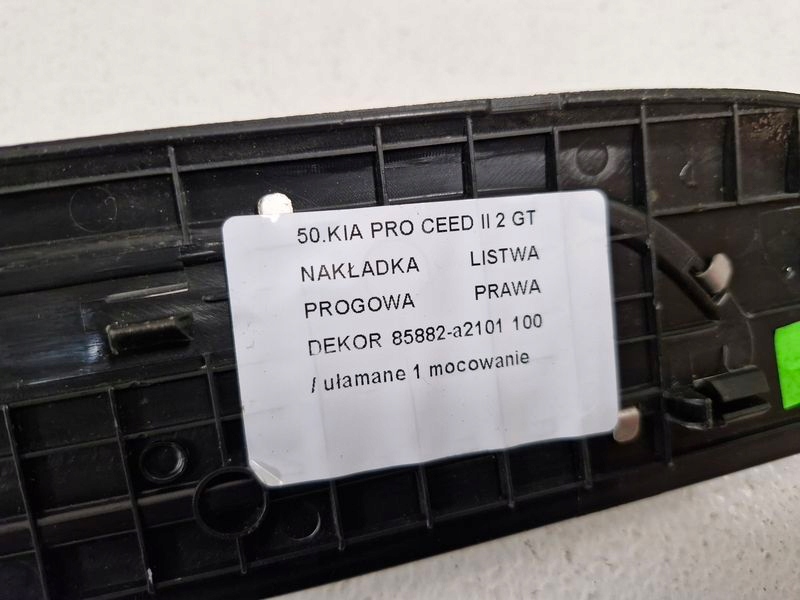 50.KIA PRO CEED II 2 GT
NAKŁADKA LISTWA
PROGOWA PRAWA
DEKOR 85882-a2101 100
/ ułamane 1 mocowanie